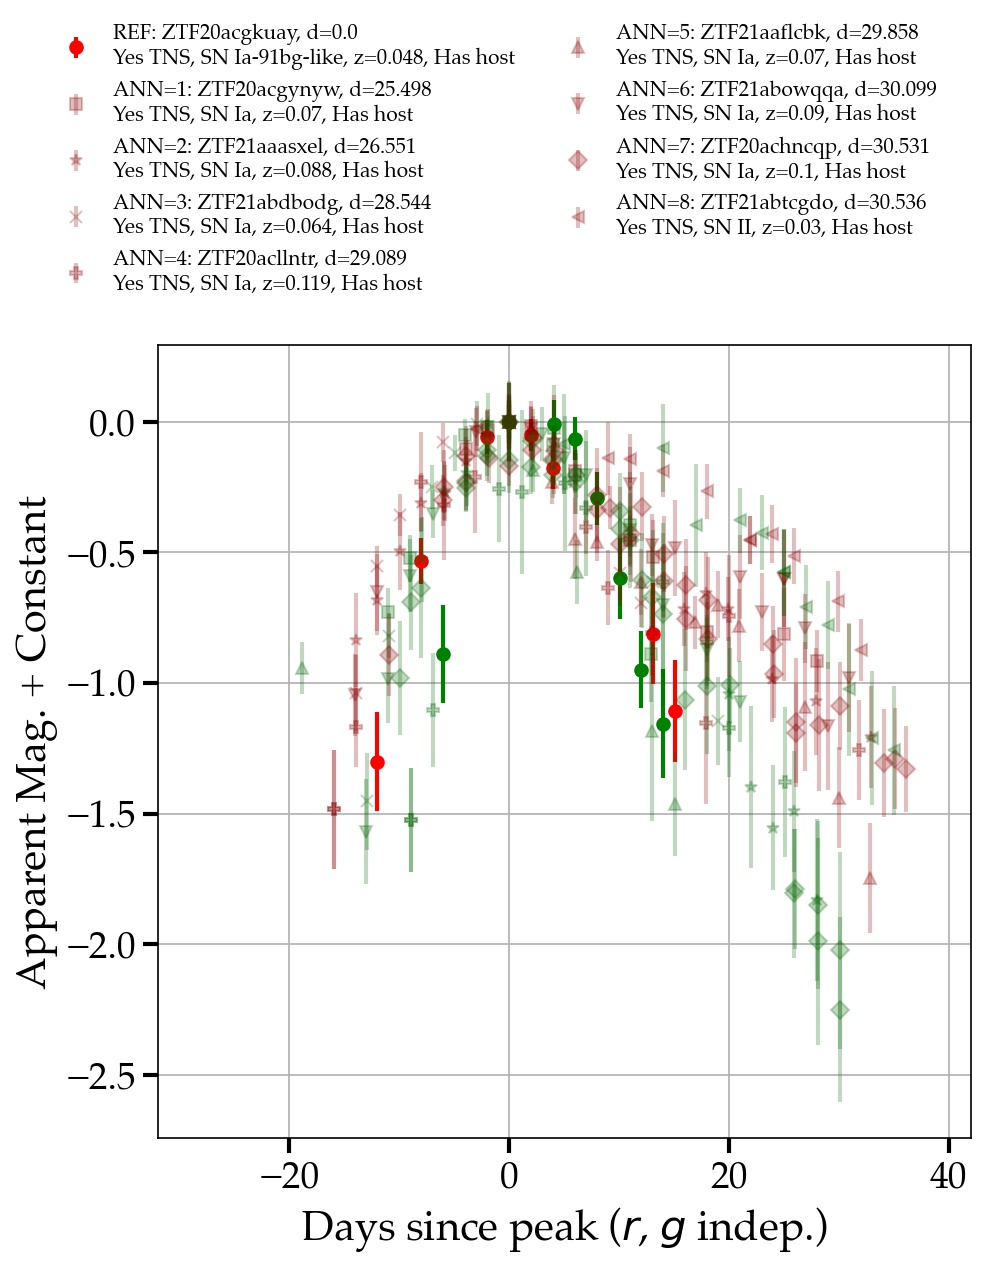 REF: ZTF20acgkuay, d=0.0
Yes TNS, SN Ia-91bg-like, z=0.048, Has host
ANN=1: ZTF20acgynyw, d=25.498
Yes TNS, SN Ia, z=0.07, Has host
ANN=2: ZTF21aaasxel, d=26.551
Yes TNS, SN Ia, z=0.088, Has host
ANN=3: ZTF21abdbodg, d=28.544
Yes TNS, SN Ia, z=0.064, Has host
ANN=4: ZTF20acllntr, d=29.089
Yes TNS, SN Ia, z=0.119, Has host
ANN=5: ZTF21aaflcbk, d=29.858
Yes TNS, SN Ia, z=0.07, Has host
ANN=6: ZTF21abowqqa, d=30.099
Yes TNS, SN Ia, z=0.09, Has host
ANN=7: ZTF20achncqp, d=30.531
Yes TNS, SN Ia, z=0.1, Has host
ANN=8: ZTF21abtcgdo, d=30.536
Yes TNS, SN II, z=0.03, Has host
Apparent Mag. + Constant
0.0
−0.5
−1.0
−1.5
−2.0
−2.5
−20 0 20 40
Days since peak (r, g indep.)